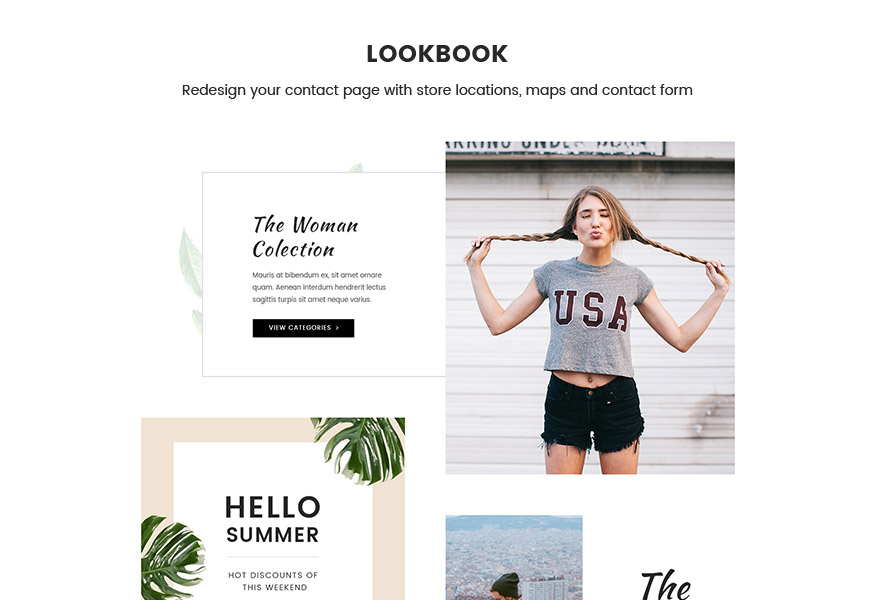 LOOKBOOK
Redesign your contact page with store locations, maps and contact form
The Woman
Colection
Mauris at bibendum ex, sit amet ornare
quam. Aenean interdum hendrerit lectus
sagittis turpis sit amet neque varius.
VIEW CATEGORIES >
USA
HELLO
SUMMER
HOT DISCOUNTS OF
THIS WEEKEND
The